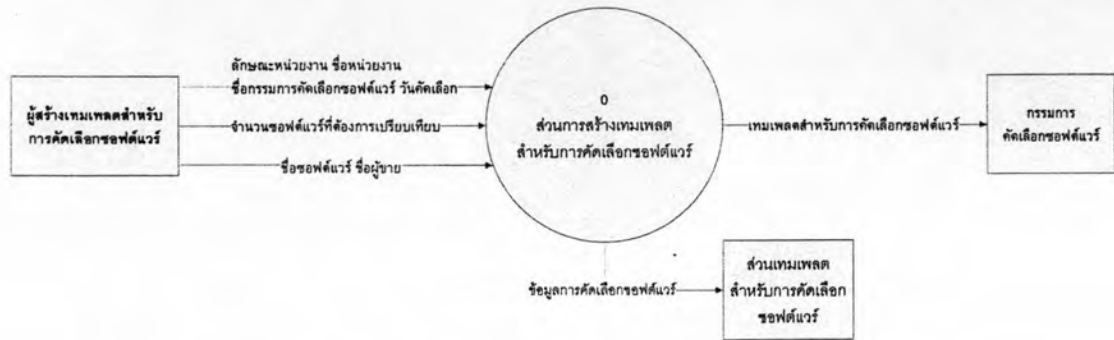 ลักษณะหน่วยงาน ชื่อหน่วยงาน
ชื่อกรรมการคัดเลือกซอฟต์แวร์ วันคัดเลือก
ผู้สร้างเทมเพลตสำหรับ
การคัดเลือกซอฟต์แวร์
จำนวนซอฟต์แวร์ที่ต้องการเปรียบเทียบ
ชื่อซอฟต์แวร์ ชื่อผู้ขาย
0
ส่วนการสร้างเทมเพลต
สำหรับการคัดเลือกซอฟต์แวร์
เทมเพลตสำหรับการคัดเลือกซอฟต์แวร์
กรรมการ
คัดเลือกซอฟต์แวร์
ข้อมูลการคัดเลือกซอฟต์แวร์
ส่วนเทมเพลต
สำหรับการคัดเลือก
ซอฟต์แวร์